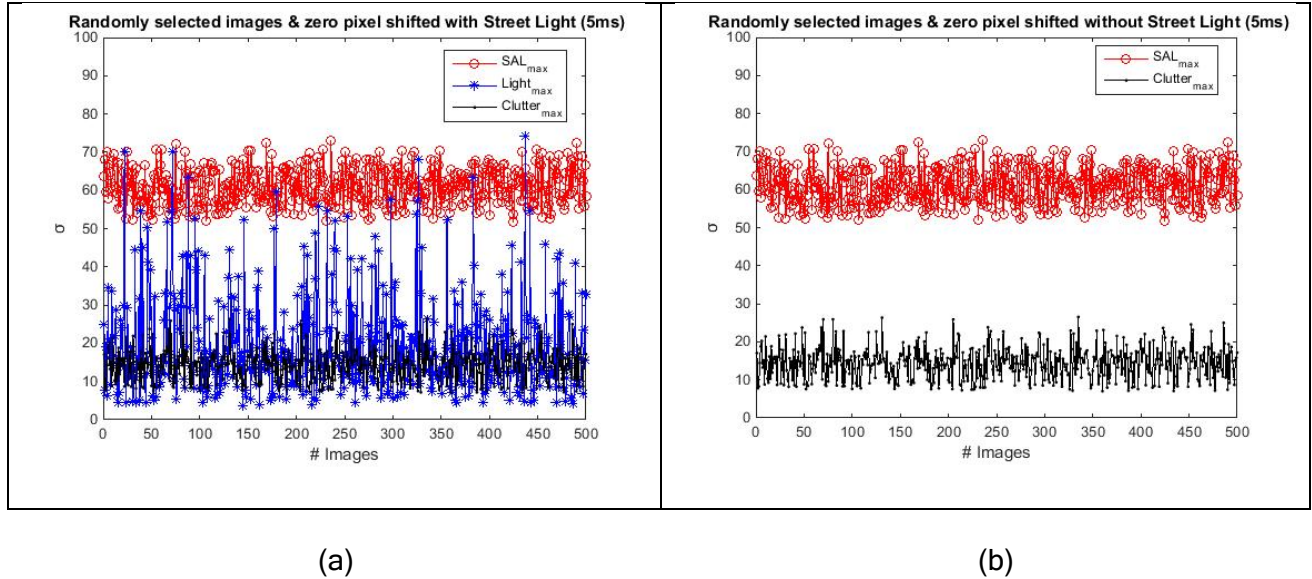 Randomly selected images & zero pixel shifted with Street Light (5ms)
100
90
80
70
60
50
40
30
20
10
0
σ
SALmax
Lightmax
Cluttermax
0 50 100 150 200 250 300 350 400 450 500
# Images
(a)
Randomly selected images & zero pixel shifted without Street Light (5ms)
100
90
80
70
60
50
40
30
20
10
0
σ
SALmax
Cluttermax
0 50 100 150 200 250 300 350 400 450 500
# Images
(b)